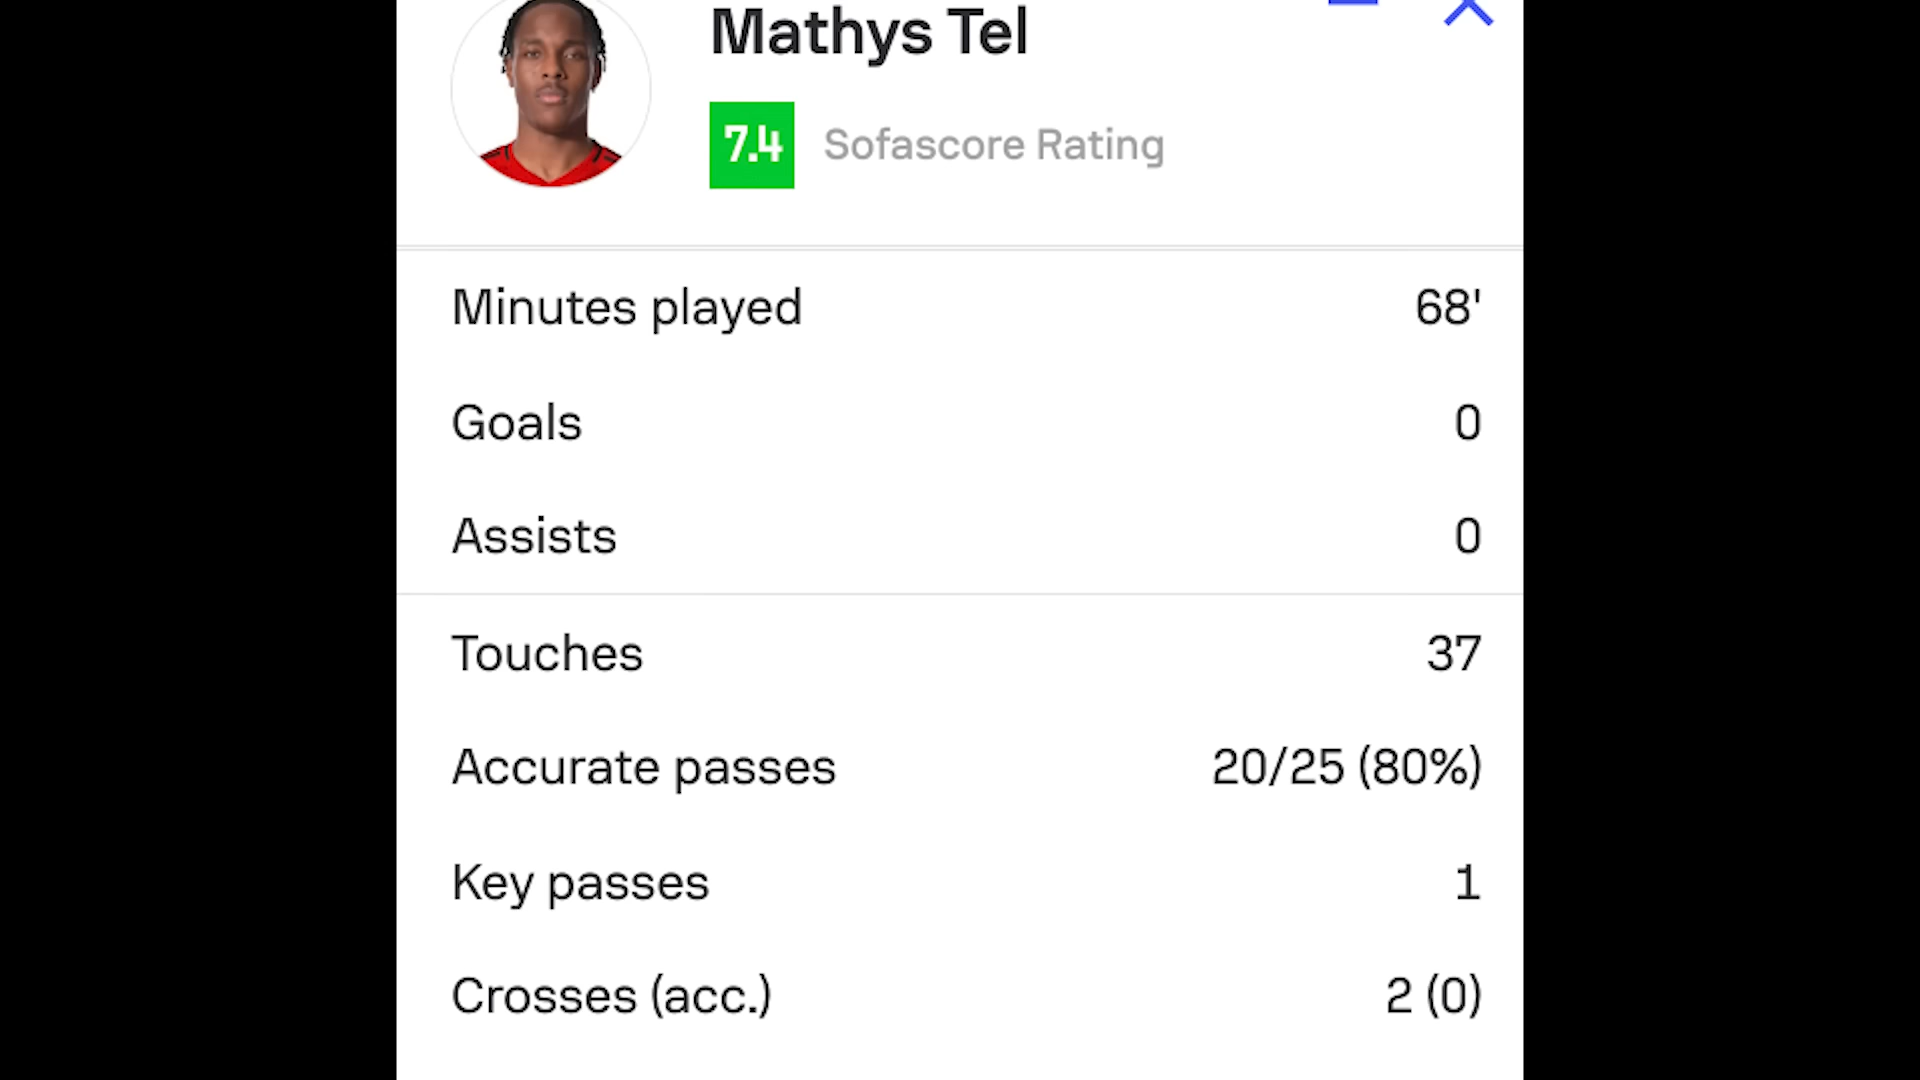 Mathys Tel
7.4 Sofascore Rating
Minutes played 68'
Goals 0
Assists 0
Touches 37
Accurate passes 20/25 (80%)
Key passes 1
Crosses (acc.) 2 (0)